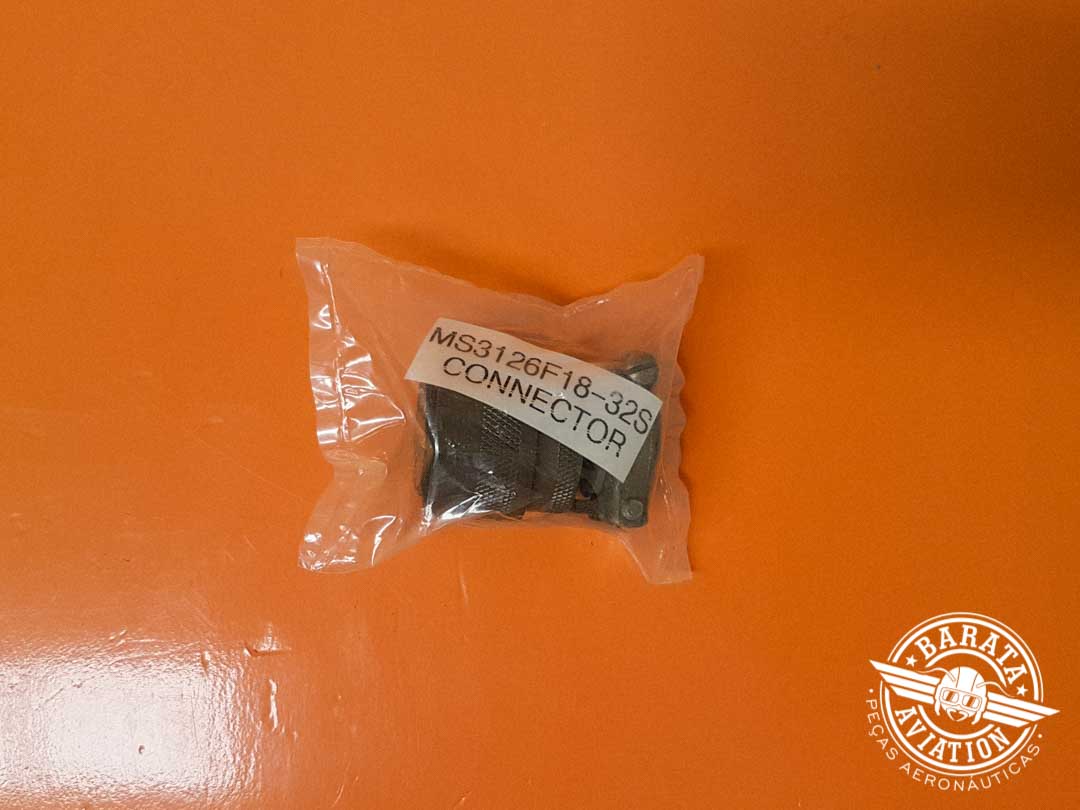 MS3126F18-32S
CONNECTOR
BARATA
AVIATION
PEÇAS AERONÁUTICAS